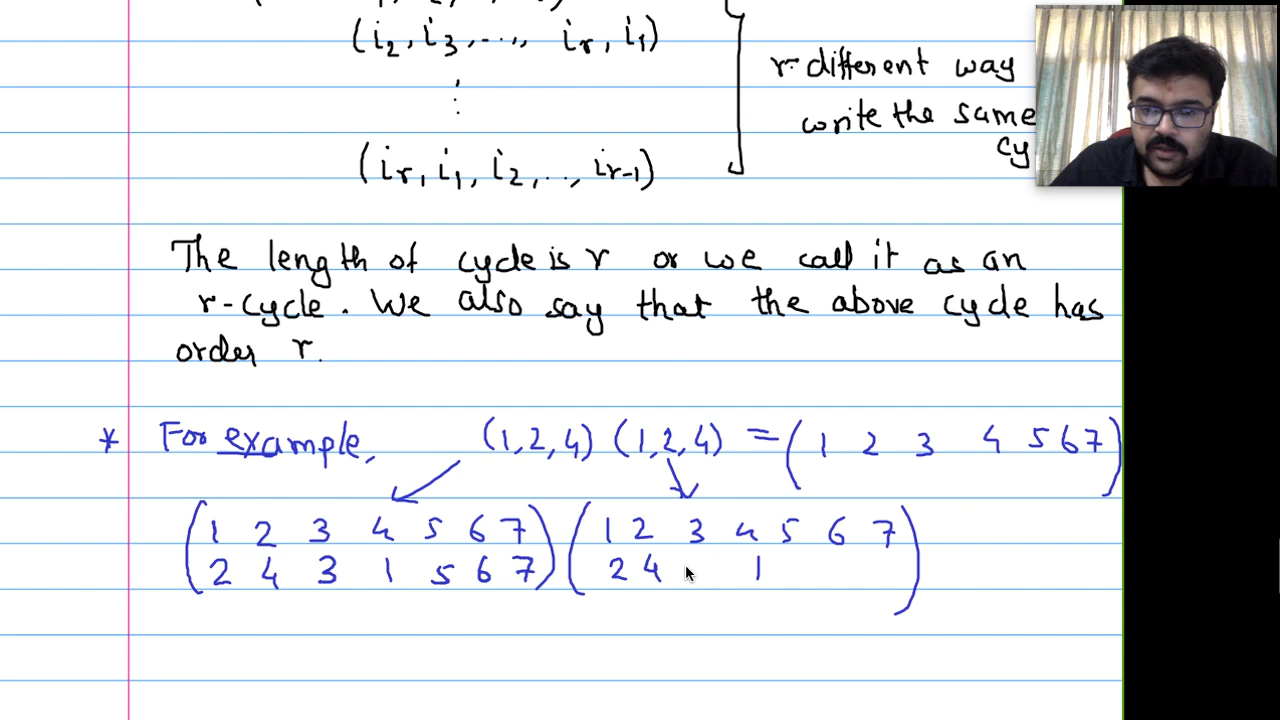 (i2, i3, ...., ir, i1)
r-different way
⋮
write the same
cy
(ir, i1, i2, .., ir-1)
The length of cycle is r or we call it as an
r-cycle. We also say that the above cycle has
order r.
* For example, (1,2,4) (1,2,4) = ( 1 2 3 4 5 6 7 )
( 1 2 3 4 5 6 7 ) ( 1 2 3 4 5 6 7 )
( 2 4 3 1 5 6 7 ) ( 2 4 1 )